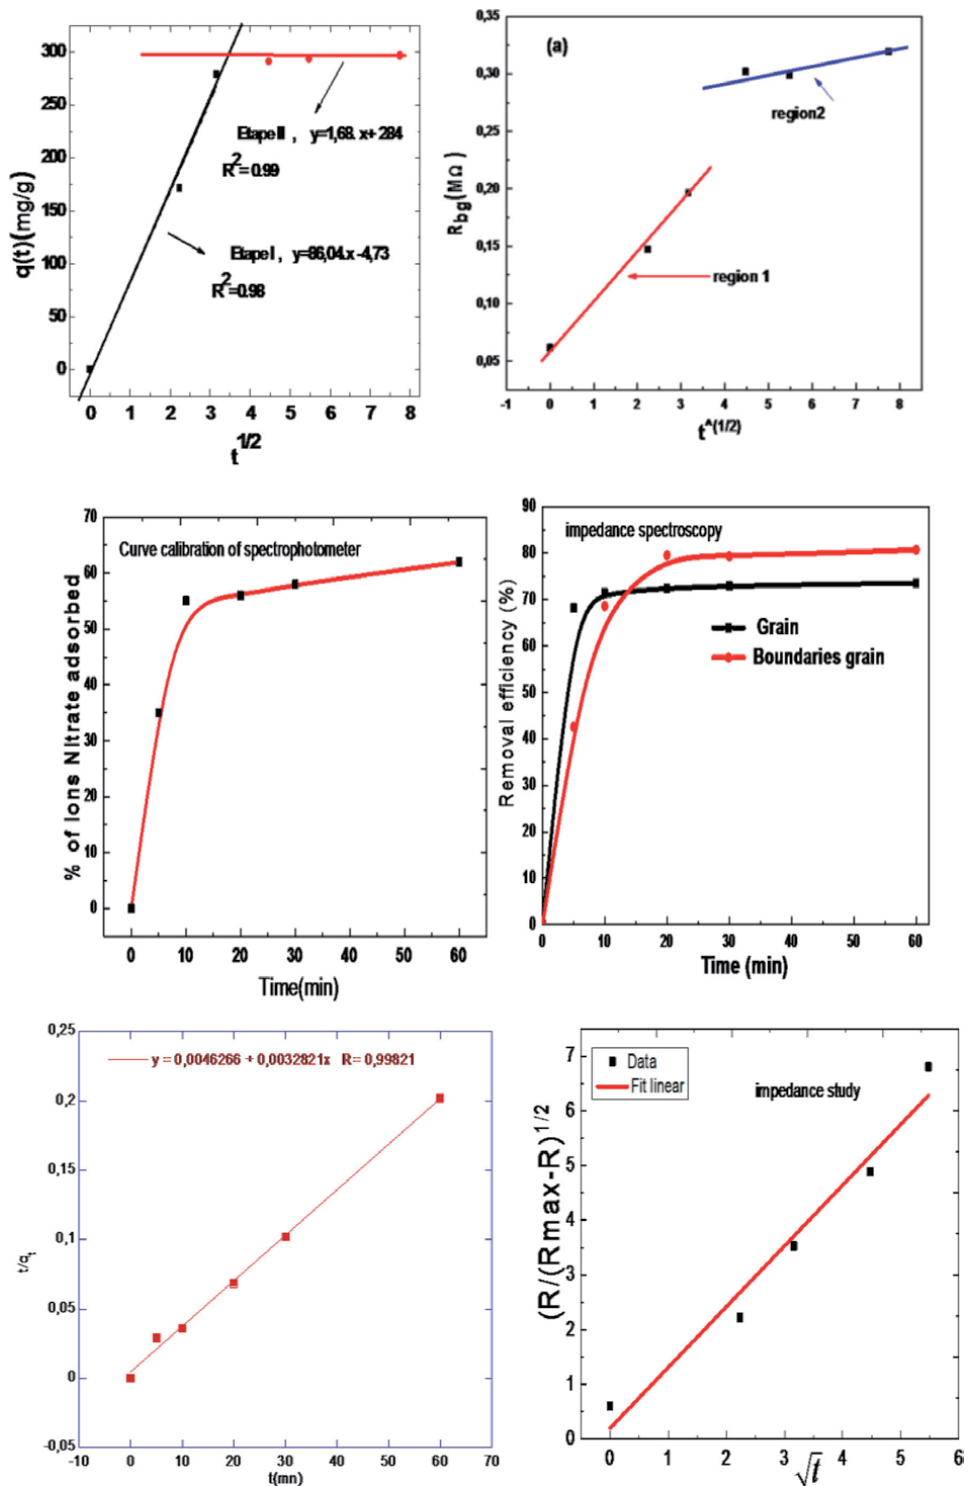 300
250
200
150
100
50
0
q(t)(mg/g)
Etape II , y=1,68. x+ 284
R2= 0.99
Etape I , y=86,04.x -4,73
R2=0.98
0 1 2 3 4 5 6 7 8
t1/2
0,35
0,30
0,25
0,20
0,15
0,10
0,05
Rbg(MΩ)
(a)
region2
region 1
-1 0 1 2 3 4 5 6 7 8
t^(1/2)
70
60
50
40
30
20
10
0
% of Ions Nitrate adsorbed
Curve calibration of spectrophotometer
0 10 20 30 40 50 60
Time(min)
90
80
70
60
50
40
30
20
10
0
Removal efficiency (%)
impedance spectroscopy
Grain
Boundaries grain
0 10 20 30 40 50 60
Time (min)
0,25
0,2
0,15
0,1
0,05
0
-0,05
t/qt
y = 0,0046266 + 0,0032821x R= 0,99821
-10 0 10 20 30 40 50 60 70
t(mn)
7
6
5
4
3
2
1
0
(R/(Rmax-R)1/2
Data
Fit linear
impedance study
0 1 2 3 4 5 6
√t